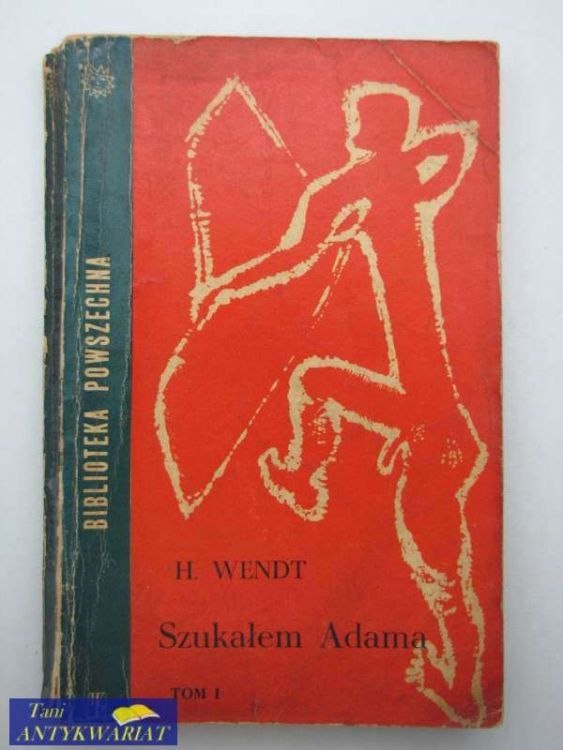 BIBLIOTEKA POWSZECHNA
H. WENDT
Szukałem Adama
TOM I
Tani
ANTYKWARIAT